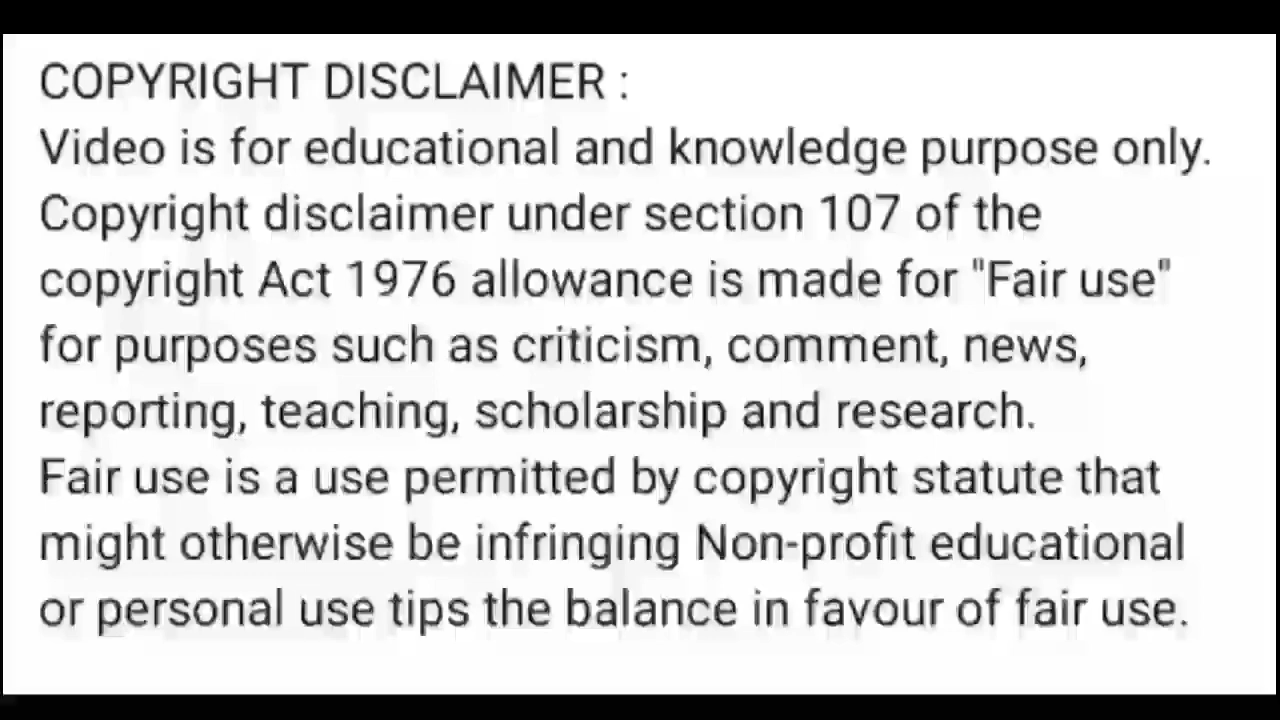 COPYRIGHT DISCLAIMER :
Video is for educational and knowledge purpose only.
Copyright disclaimer under section 107 of the
copyright Act 1976 allowance is made for "Fair use"
for purposes such as criticism, comment, news,
reporting, teaching, scholarship and research.
Fair use is a use permitted by copyright statute that
might otherwise be infringing Non-profit educational
or personal use tips the balance in favour of fair use.